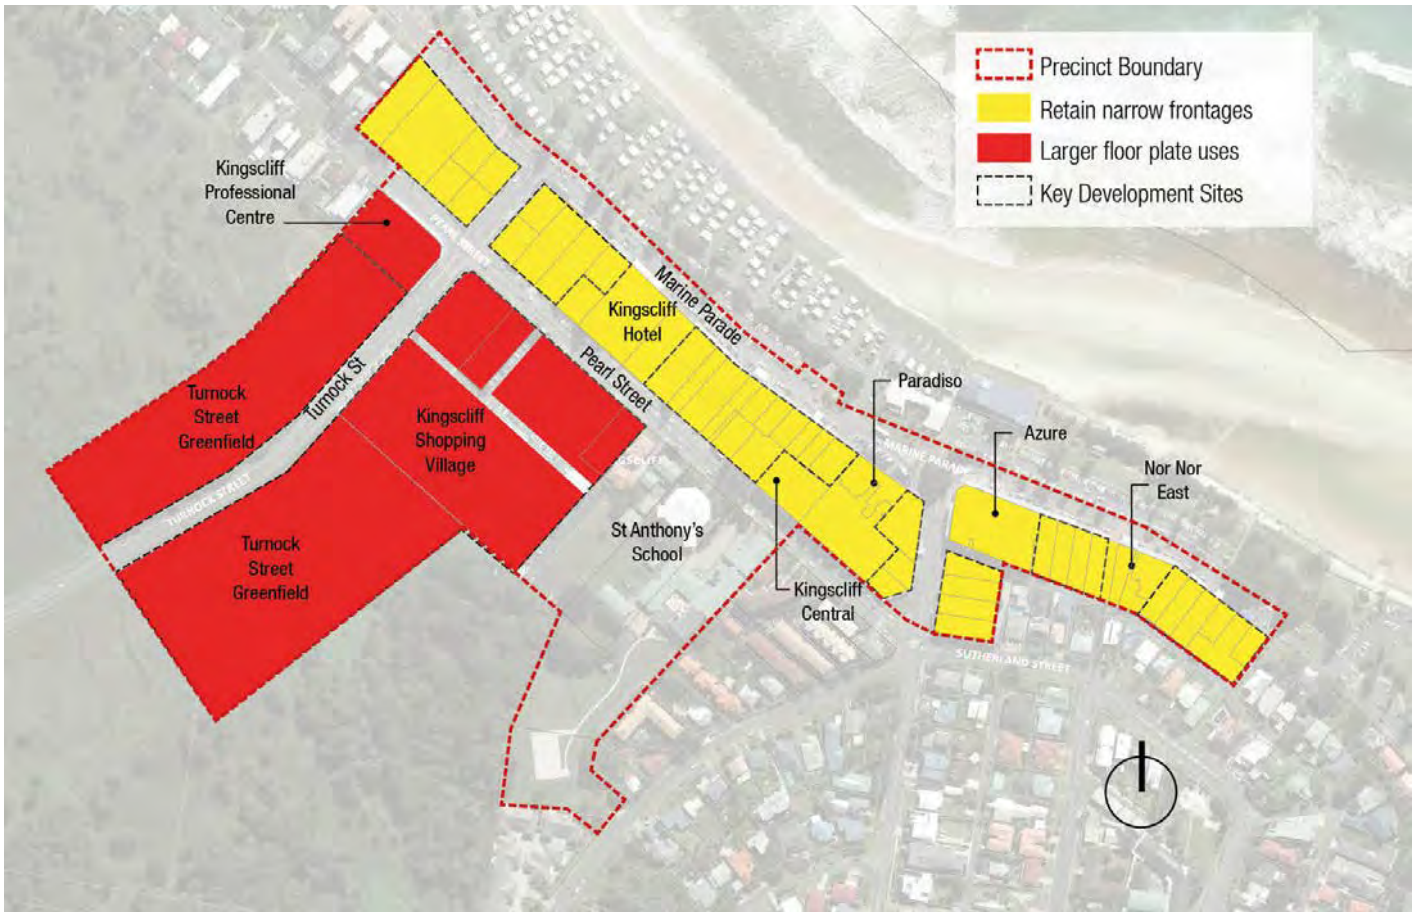 Precinct Boundary
Retain narrow frontages
Larger floor plate uses
Key Development Sites
Kingscliff
Professional
Centre
PEARL STREET
Marine Parade
Kingscliff
Hotel
Pearl Street
Turnock St
Turnock
Street
Greenfield
Kingscliff
Shopping
Village
Paradiso
Azure
MARINE PARADE
Nor Nor
East
TURNOCK STREET
St Anthony's
School
Turnock
Street
Greenfield
Kingscliff
Central
SUTHERLAND STREET